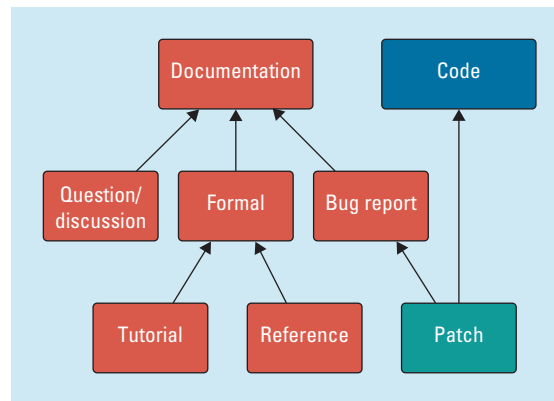 Documentation
Code
Question/
discussion
Formal
Bug report
Tutorial
Reference
Patch